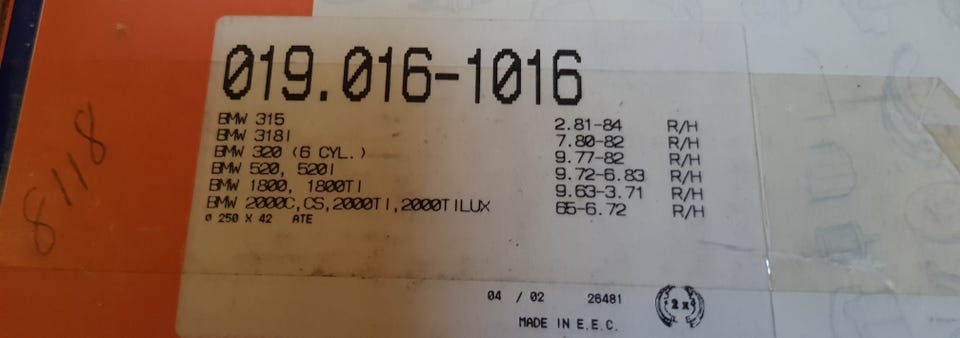 019.016-1016
BMW 315 2.81-84 R/H
BMW 318I 7.80-82 R/H
BMW 320 (6 CYL.) 9.77-82 R/H
BMW 520, 520I 9.72-6.83 R/H
BMW 1800, 1800TI 9.63-3.71 R/H
BMW 2000C,CS,2000TI,2000TILUX 65-6.72 R/H
ø 250 X 42 ATE
8118
04 / 02 26481
2 x
MADE IN E.E.C.